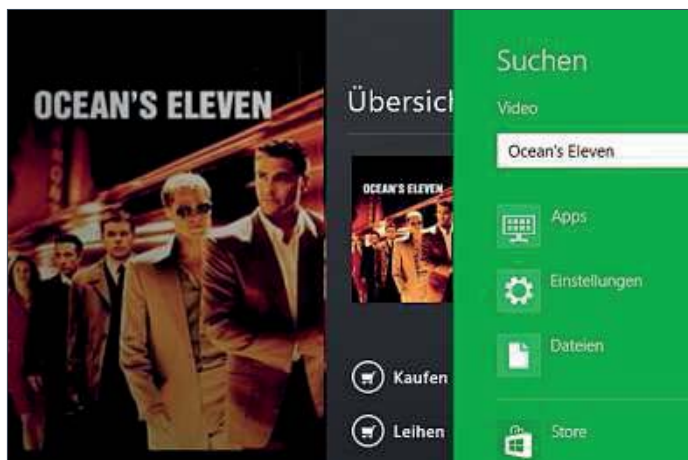 OCEAN'S ELEVEN
Übersich
OCEAN'S ELEVEN
Kaufen
Leihen
Suchen
Video
Ocean's Eleven
Apps
Einstellungen
Dateien
Store